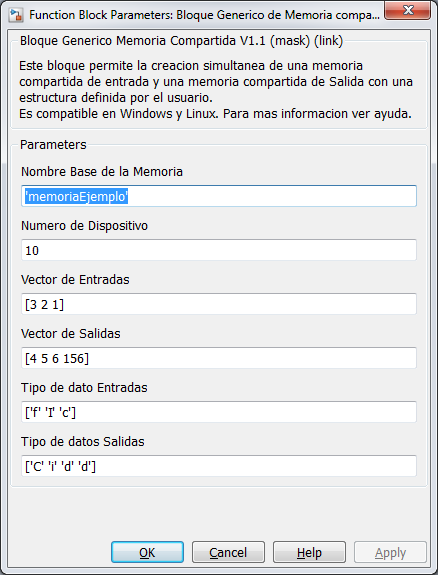 Function Block Parameters: Bloque Generico de Memoria compa...
Bloque Generico Memoria Compartida V1.1 (mask) (link)
Este bloque permite la creacion simultanea de una memoria
compartida de entrada y una memoria compartida de Salida con una
estructura definida por el usuario.
Es compatible en Windows y Linux. Para mas informacion ver ayuda.
Parameters
Nombre Base de la Memoria
'memoriaEjemplo'
Numero de Dispositivo
10
Vector de Entradas
[3 2 1]
Vector de Salidas
[4 5 6 156]
Tipo de dato Entradas
['f' 'I' 'c']
Tipo de datos Salidas
['C' 'i' 'd' 'd']
OK
Cancel
Help
Apply